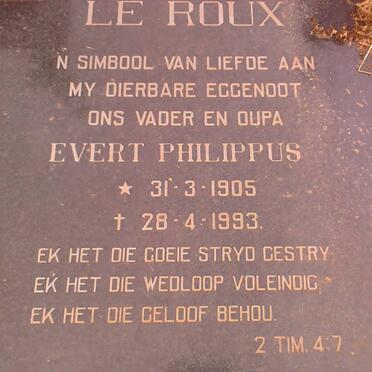 LE ROUX
N SIMBOOL VAN LIEFDE AAN
MY DIERBARE EGGENOOT
ONS VADER EN OUPA
EVERT PHILIPPUS
★ 31-3-1905
† 28-4-1993.
EK HET DIE GOEIE STRYD GESTRY,
EK HET DIE WEDLOOP VOLEINDIG,
EK HET DIE GELOOF BEHOU.
2 TIM. 4:7